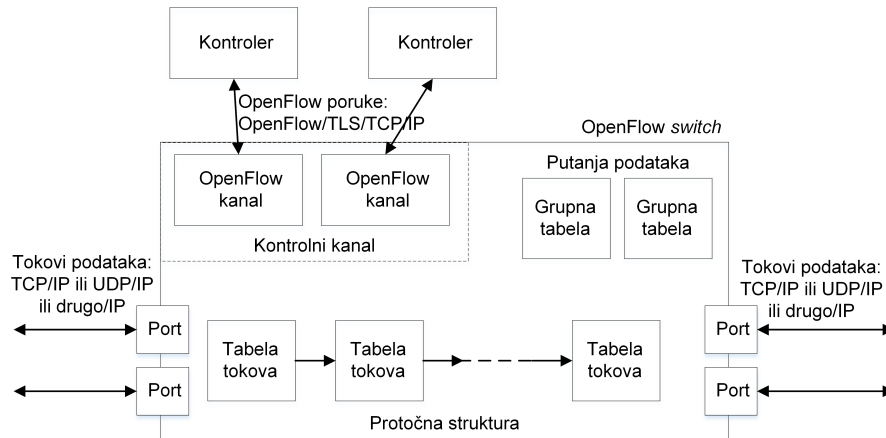 Kontroler
Kontroler
OpenFlow poruke:
OpenFlow/TLS/TCP/IP
OpenFlow switch
OpenFlow
kanal
OpenFlow
kanal
Kontrolni kanal
Putanja podataka
Grupna
tabela
Grupna
tabela
Tokovi podataka:
TCP/IP ili UDP/IP
ili drugo/IP
Tokovi podataka:
TCP/IP ili UDP/IP
ili drugo/IP
Port
Port
Tabela
tokova
Tabela
tokova
Tabela
tokova
Port
Port
Protočna struktura